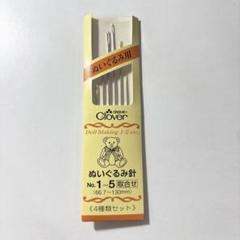 ぬいぐるみ用
Clover
Doll Making
ぬいぐるみ針
No.1~5取合せ
(66.7~130mm)
《4種類セット》